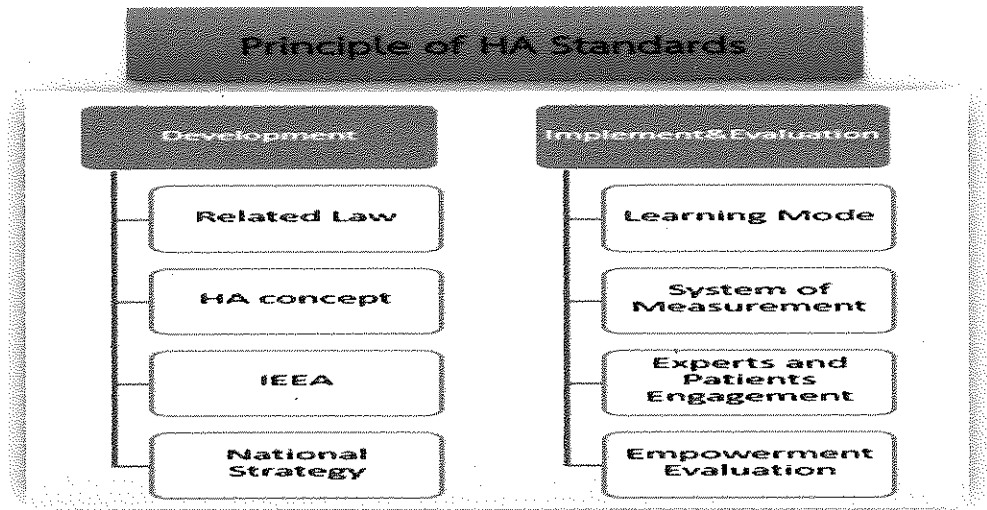 Principle of HA Standards
Development
Related Law
HA concept
IEEA
National
Strategy
Implement&Evaluation
Learning Mode
System of
Measurement
Experts and
Patients
Engagement
Empowerment
Evaluation